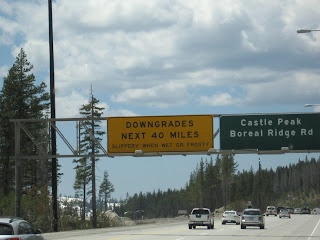 DOWNGRADES
NEXT 40 MILES
SLIPPERY WHEN WET OR FROSTY
Castle Peak
Boreal Ridge Rd